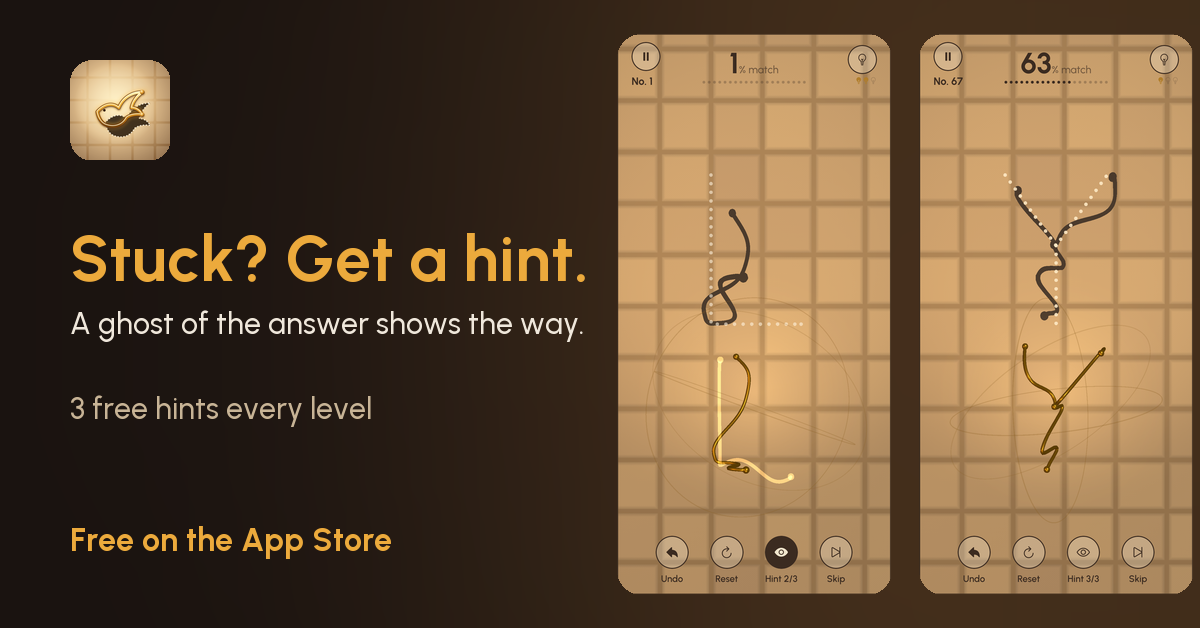 Stuck? Get a hint.
A ghost of the answer shows the way.
3 free hints every level
Free on the App Store
1% match
No. 1
Undo
Reset
Hint 2/3
Skip
63% match
No. 67
Undo
Reset
Hint 3/3
Skip